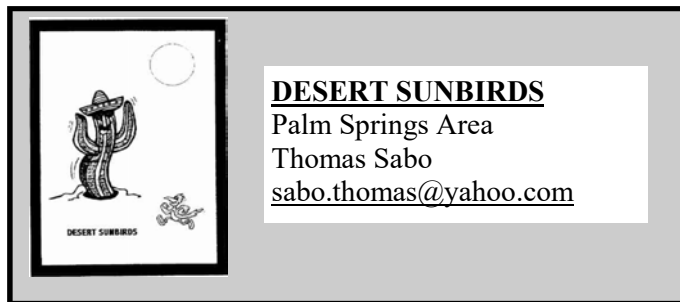 DESERT SUNBIRDS
DESERT SUNBIRDS
Palm Springs Area
Thomas Sabo
sabo.thomas@yahoo.com